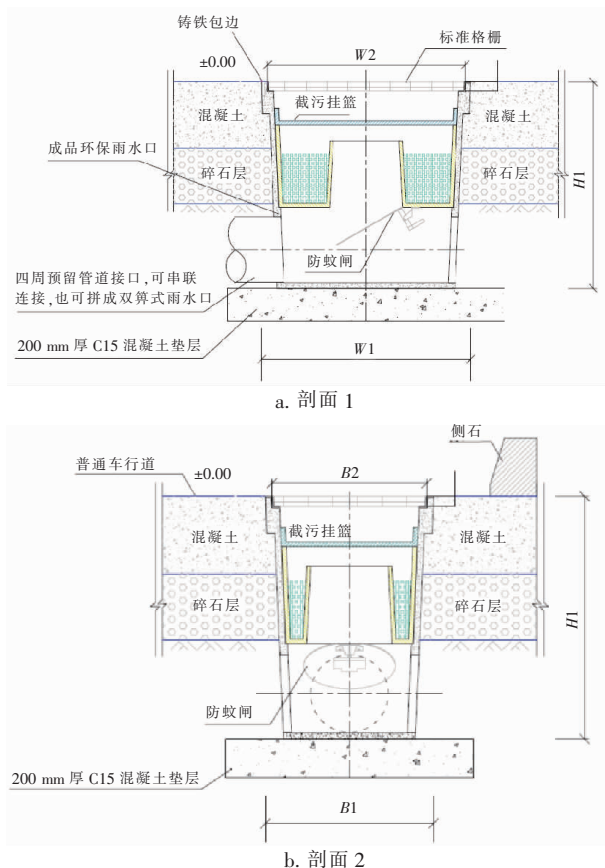 铸铁包边
标准格栅
W2
±0.00
截污挂篮
混凝土
混凝土
成品环保雨水口
碎石层
碎石层
H1
防蚊闸
四周预留管道接口,可串联
连接,也可拼成双箅式雨水口
200 mm 厚 C15 混凝土垫层
W1
a. 剖面 1
侧石
普通车行道
±0.00
B2
截污挂篮
混凝土
混凝土
碎石层
碎石层
H1
防蚊闸
200 mm 厚 C15 混凝土垫层
B1
b. 剖面 2